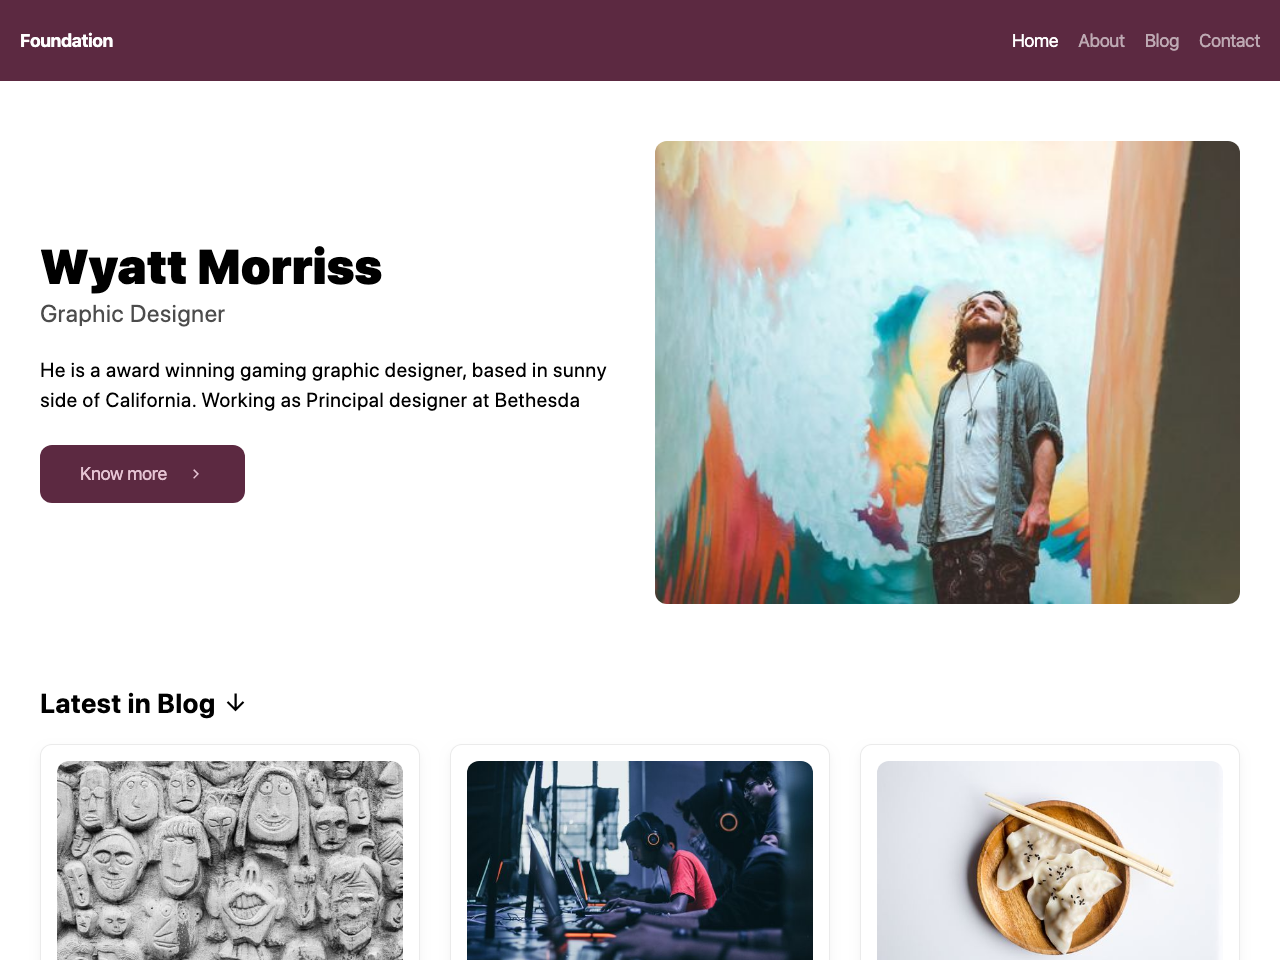 Foundation
Home About Blog Contact
Wyatt Morriss
Graphic Designer
He is a award winning gaming graphic designer, based in sunny
side of California. Working as Principal designer at Bethesda
Know more
Latest in Blog